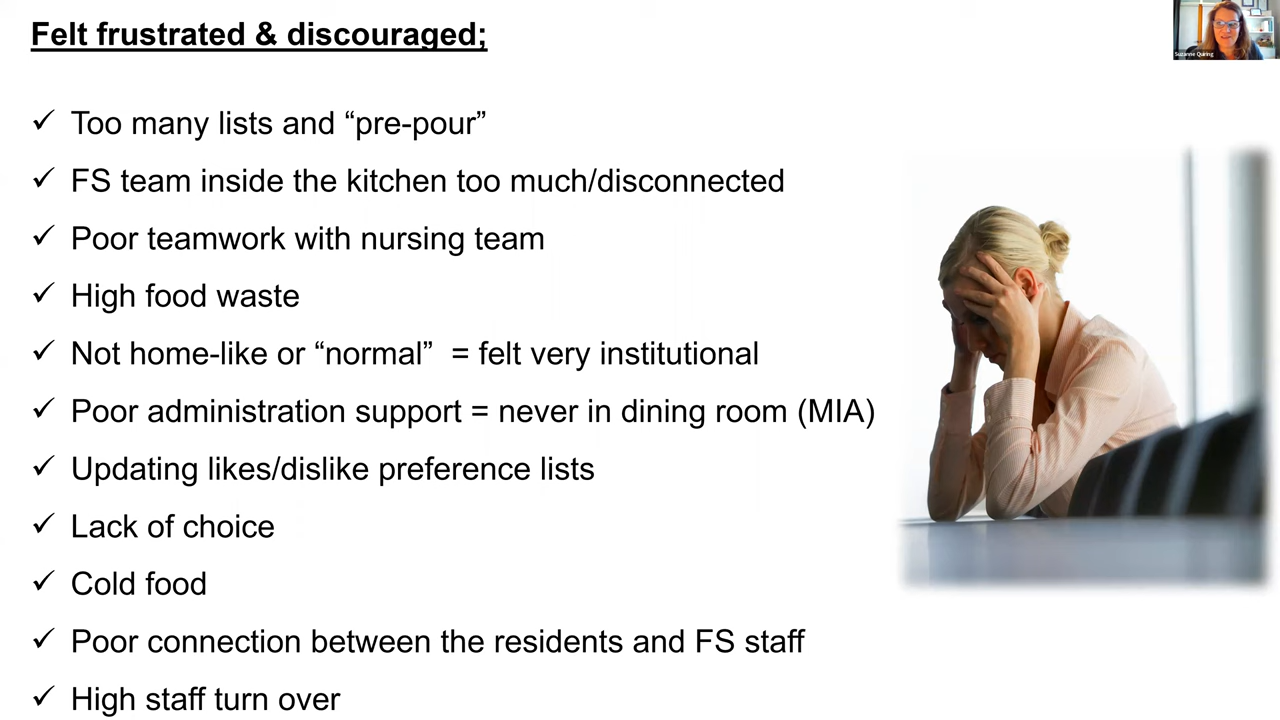 Felt frustrated & discouraged;
Suzanne Quiring
✓ Too many lists and “pre-pour”
✓ FS team inside the kitchen too much/disconnected
✓ Poor teamwork with nursing team
✓ High food waste
✓ Not home-like or “normal” = felt very institutional
✓ Poor administration support = never in dining room (MIA)
✓ Updating likes/dislike preference lists
✓ Lack of choice
✓ Cold food
✓ Poor connection between the residents and FS staff
✓ High staff turn over